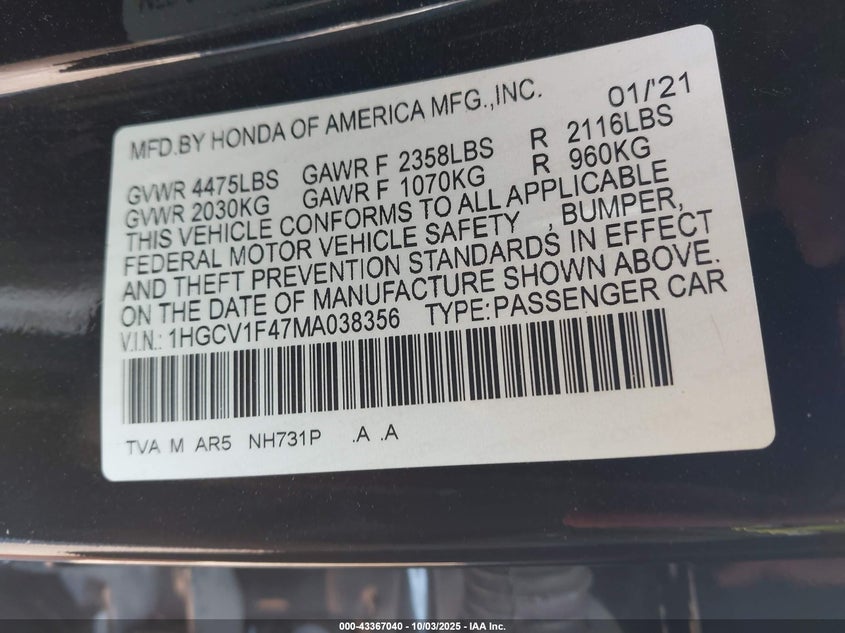 MFD.BY HONDA OF AMERICA MFG.,INC. 01/'21
GVWR 4475LBS GAWR F 2358LBS R 2116LBS
GVWR 2030KG GAWR F 1070KG R 960KG
THIS VEHICLE CONFORMS TO ALL APPLICABLE
FEDERAL MOTOR VEHICLE SAFETY , BUMPER,
AND THEFT PREVENTION STANDARDS IN EFFECT
ON THE DATE OF MANUFACTURE SHOWN ABOVE.
V.I.N.: 1HGCV1F47MA038356 TYPE:PASSENGER CAR
TVA M AR5 NH731P .A .A
000-43367040 - 10/03/2025 - IAA Inc.